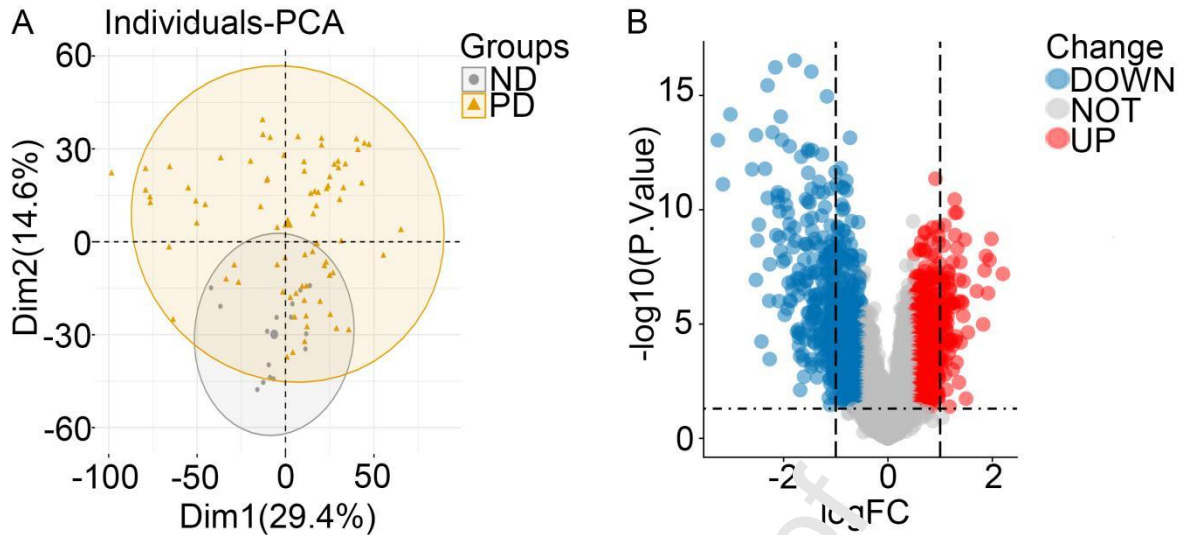 A Individuals-PCA
Groups
ND
PD
60
30
0
-30
-60
Dim2(14.6%)
-100 -50 0 50
Dim1(29.4%)
B
Change
DOWN
NOT
UP
15
10
5
0
-log10(P.Value)
-2 0 2
logFC